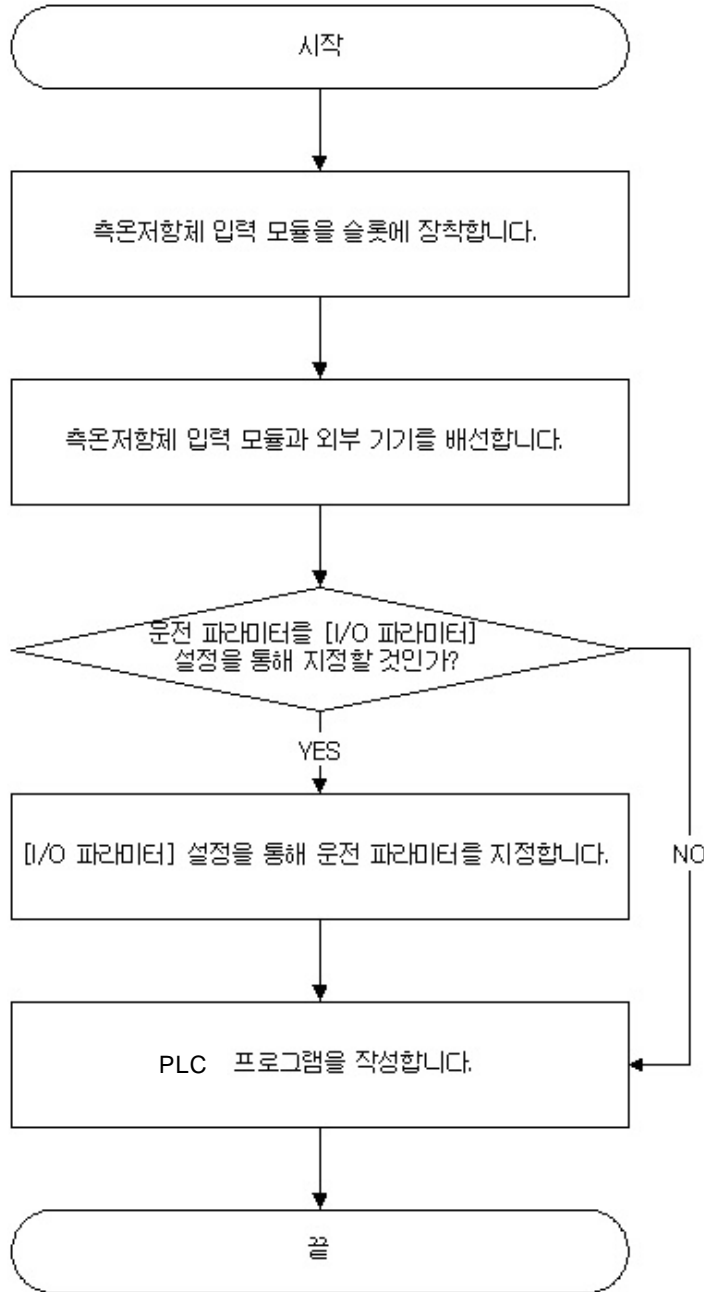 시작
측온저항체 입력 모듈을 슬롯에 장착합니다.
측온저항체 입력 모듈과 외부 기기를 배선합니다.
운전 파라미터를 [I/O 파라미터]
설정을 통해 지정할 것인가?
YES
[I/O 파라미터] 설정을 통해 운전 파라미터를 지정합니다.
NO
PLC 프로그램을 작성합니다.
끝